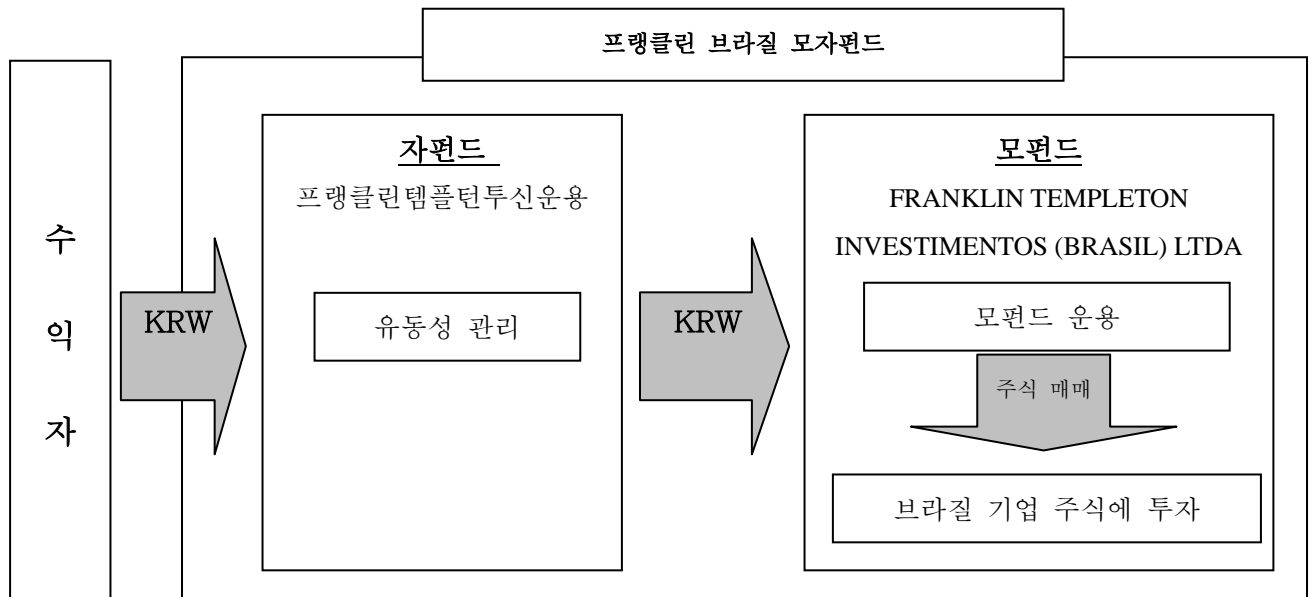 프랭클린 브라질 모자펀드
수
익
자
KRW
자펀드
프랭클린템플턴투신운용
유동성 관리
KRW
모펀드
FRANKLIN TEMPLETON
INVESTIMENTOS (BRASIL) LTDA
모펀드 운용
주식 매매
브라질 기업 주식에 투자